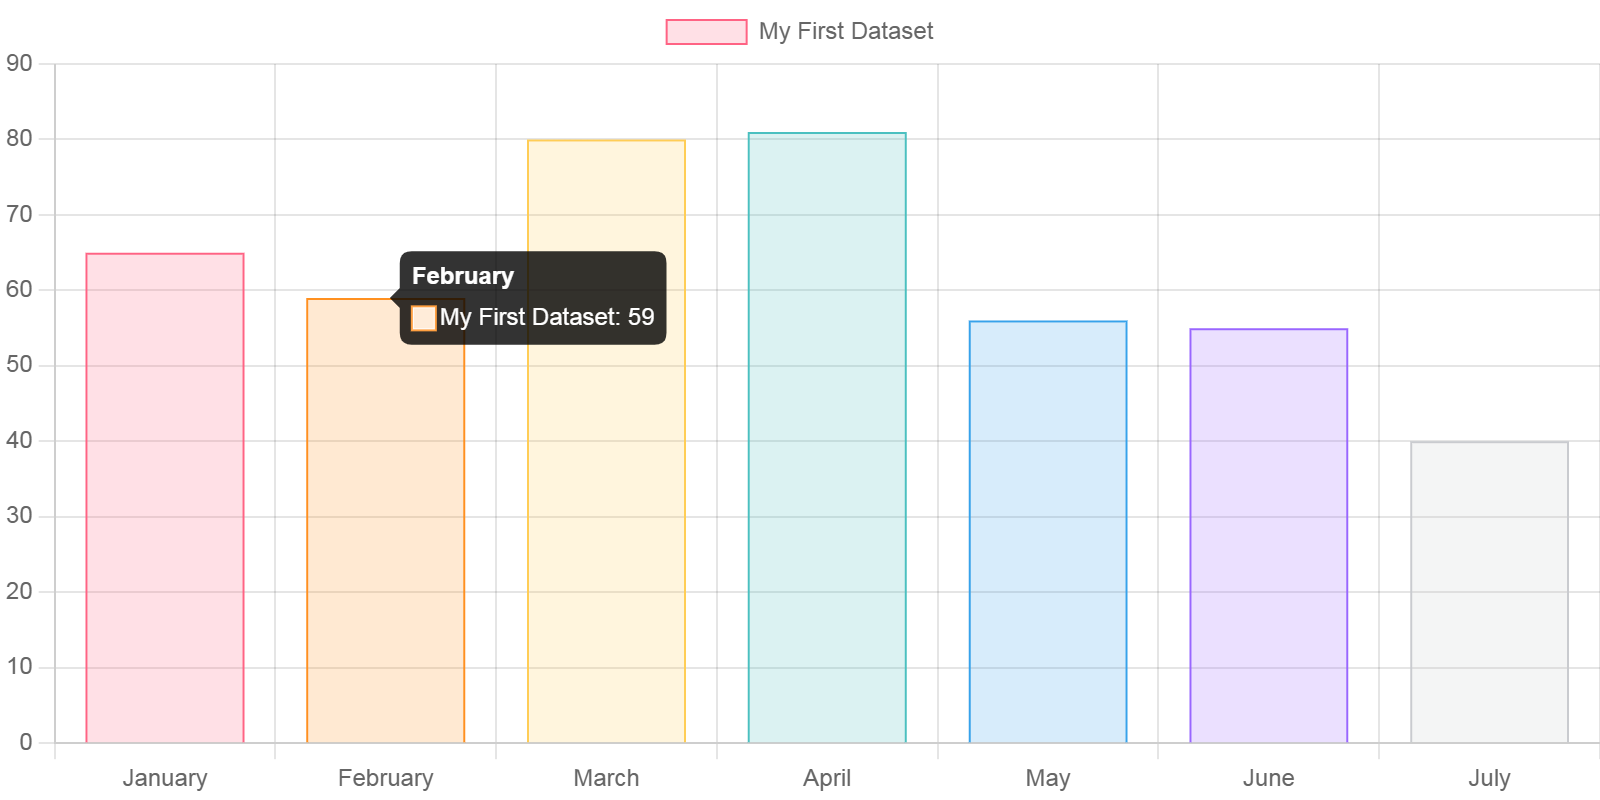 My First Dataset
90
80
70
60
50
40
30
20
10
0
February
My First Dataset: 59
January February March April May June July